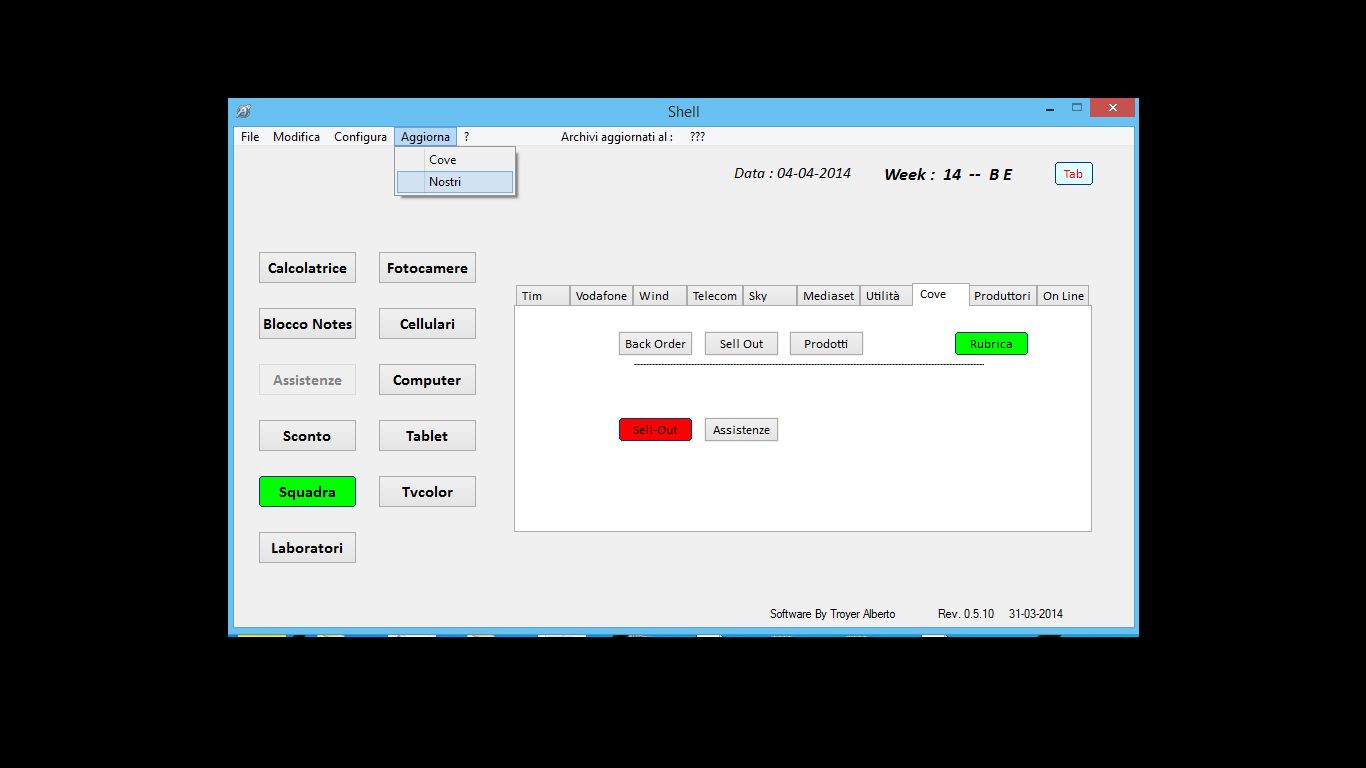 Shell
File Modifica Configura Aggiorna ? Archivi aggiornati al : ???
Cove
Nostri
Data : 04-04-2014 Week : 14 -- B E Tab
Calcolatrice Fotocamere
Blocco Notes Cellulari
Assistenze Computer
Sconto Tablet
Squadra Tvcolor
Laboratori
Tim Vodafone Wind Telecom Sky Mediaset Utilità Cove Produttori On Line
Back Order Sell Out Prodotti Rubrica
Sell-Out Assistenze
Software By Troyer Alberto Rev. 0.5.10 31-03-2014